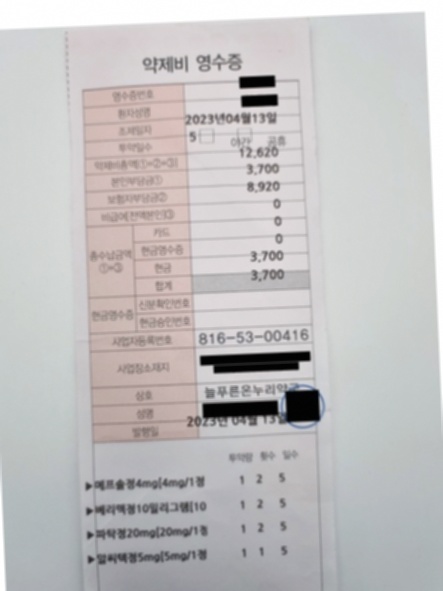 약제비 영수증
영수증번호
환자성명
조제일자 2023년04월13일
투약일수 5 야간 공휴
약제비총액(①+②+③) 12,620
본인부담금① 3,700
보험자부담금② 8,920
비급여(전액본인)③ 0
총수납금액 ①+③
카드 0
현금영수증 0
현금 3,700
합계 3,700
현금영수증
신분확인번호
현금승인번호
사업자등록번호 816-53-00416
사업장소재지
상호 늘푸른온누리약국
성명
발행일 2023년 04월 13일
투약량 횟수 일수
▶메프솔정4mg[4mg/1정 1 2 5
▶베리엑정10밀리그램[10 1 2 5
▶파탁정20mg[20mg/1정 1 2 5
▶알씨텍정5mg[5mg/1정 1 1 5